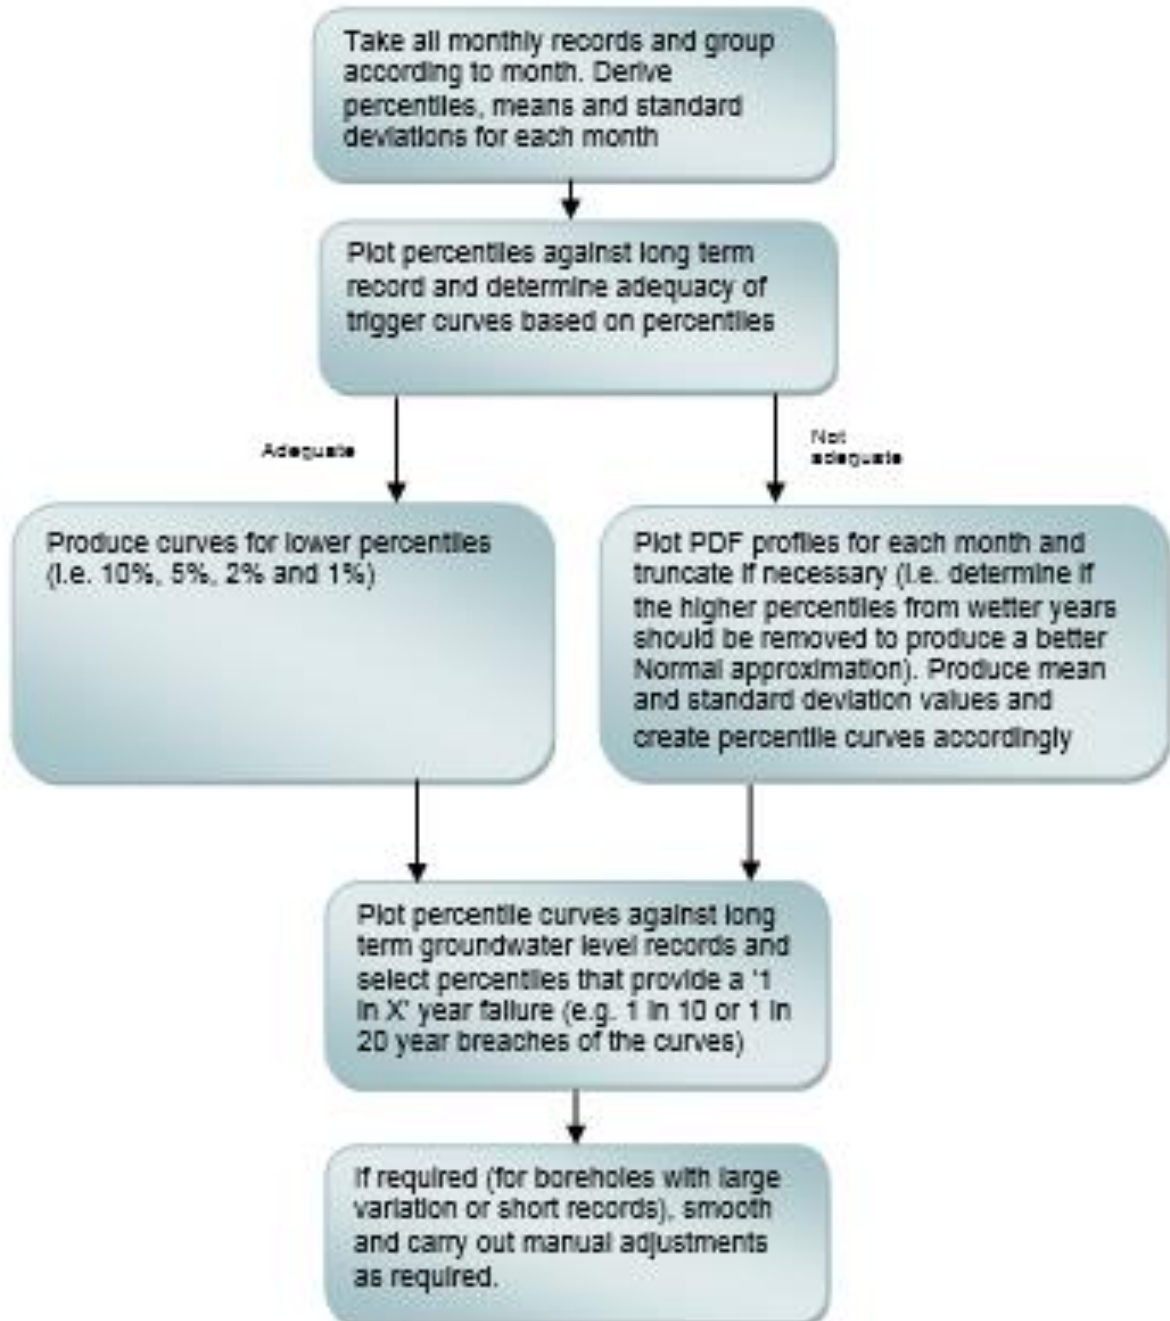 Take all monthly records and group
according to month. Derive
percentiles, means and standard
deviations for each month
Plot percentiles against long term
record and determine adequacy of
trigger curves based on percentiles
Adequate
Not
adequate
Produce curves for lower percentiles
(i.e. 10%, 5%, 2% and 1%)
Plot PDF profiles for each month and
truncate if necessary (i.e. determine if
the higher percentiles from wetter years
should be removed to produce a better
Normal approximation). Produce mean
and standard deviation values and
create percentile curves accordingly
Plot percentile curves against long
term groundwater level records and
select percentiles that provide a '1
in X' year failure (e.g. 1 in 10 or 1 in
20 year breaches of the curves)
If required (for boreholes with large
variation or short records), smooth
and carry out manual adjustments
as required.